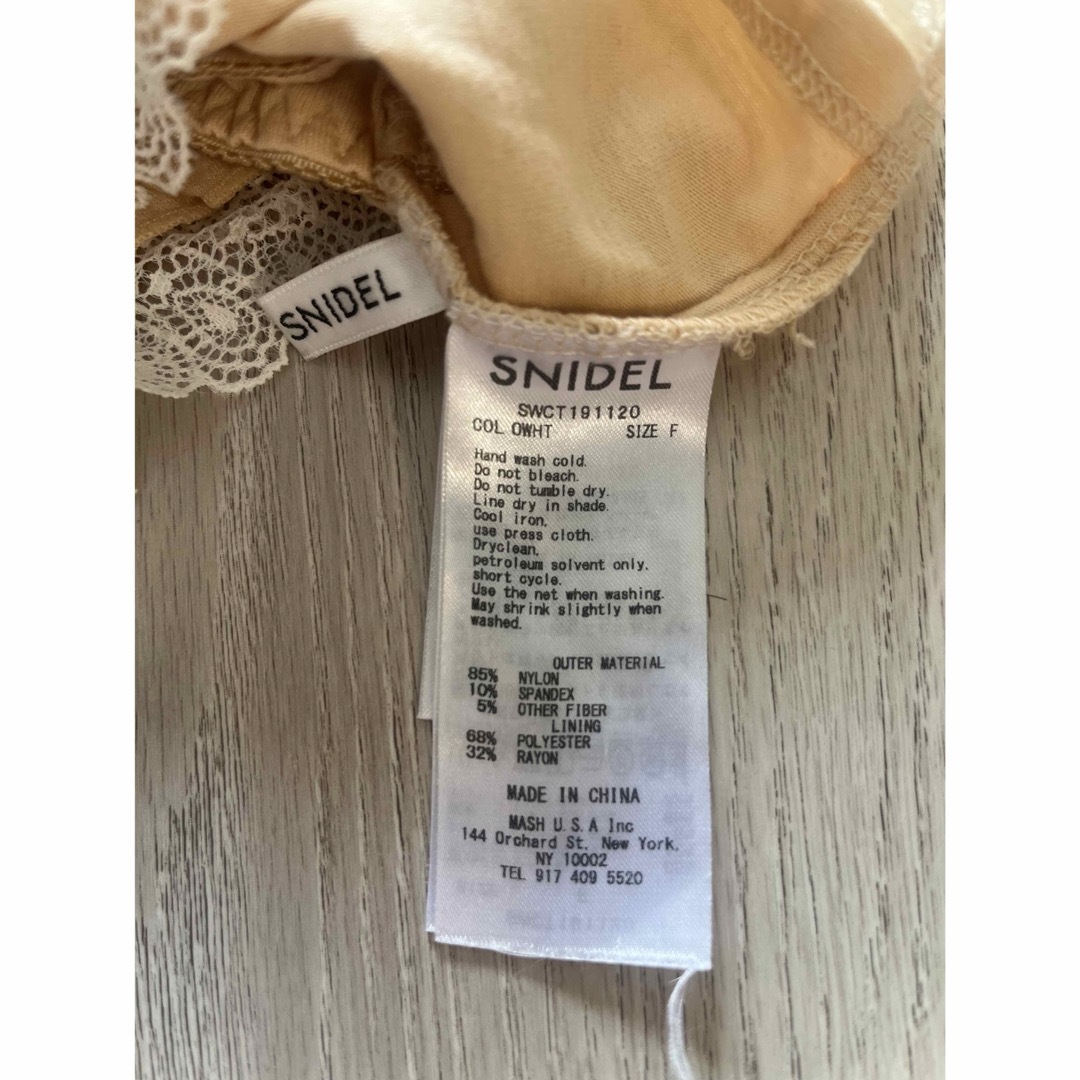 SNIDEL
SNIDEL
SWCT191120
COL OWHT SIZE F
Hand wash cold.
Do not bleach.
Do not tumble dry.
Line dry in shade.
Cool iron,
use press cloth.
Dryclean,
petroleum solvent only.
short cycle.
Use the net when washing.
May shrink slightly when
washed.
OUTER MATERIAL
85% NYLON
10% SPANDEX
5% OTHER FIBER
LINING
68% POLYESTER
32% RAYON
MADE IN CHINA
MASH U.S.A Inc
144 Orchard St. New York,
NY 10002
TEL 917 409 5520